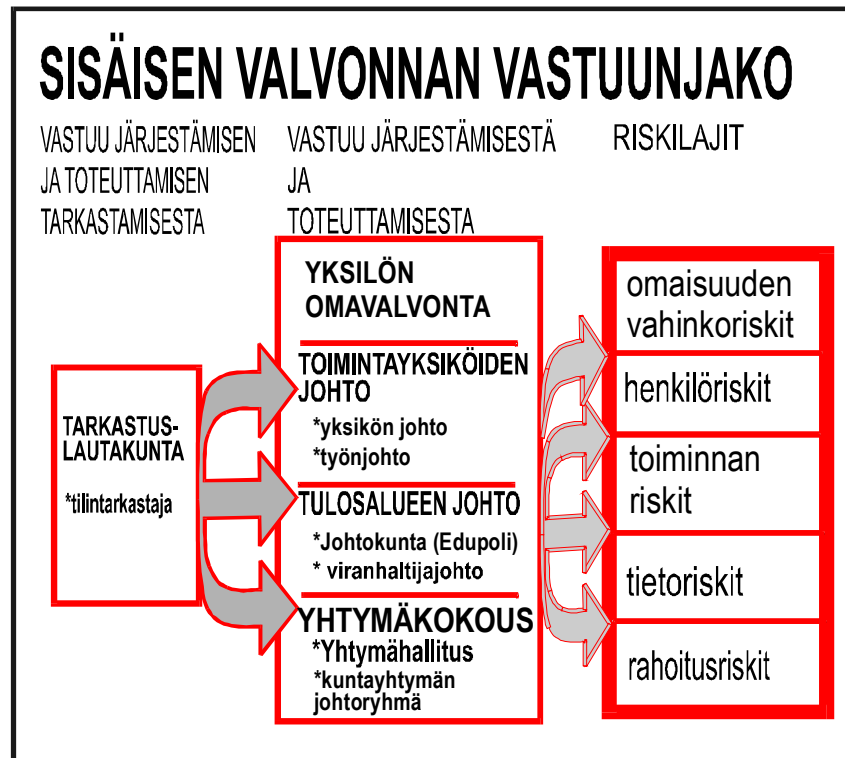 SISÄISEN VALVONNAN VASTUUNJAKO
VASTUU JÄRJESTÄMISEN
JA TOTEUTTAMISEN
TARKASTAMISESTA
VASTUU JÄRJESTÄMISESTÄ
JA
TOTEUTTAMISESTA
RISKILAJIT
TARKASTUS-
LAUTAKUNTA
*tilintarkastaja
YKSILÖN
OMAVALVONTA
TOIMINTAYKSIKÖIDEN
JOHTO
*yksikön johto
*työnjohto
TULOSALUEEN JOHTO
*Johtokunta (Edupoli)
* viranhaltijajohto
YHTYMÄKOKOUS
*Yhtymähallitus
*kuntayhtymän
johtoryhmä
omaisuuden
vahinkoriskit
henkilöriskit
toiminnan
riskit
tietoriskit
rahoitusriskit